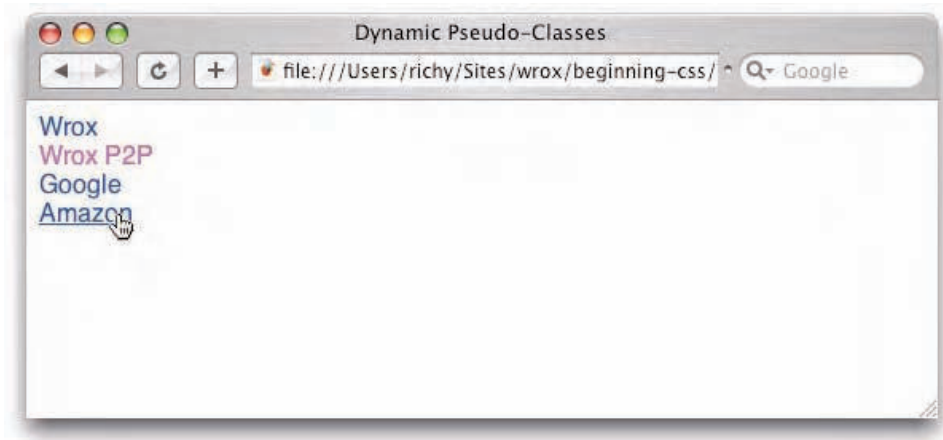 Dynamic Pseudo-Classes
file:///Users/richy/Sites/wrox/beginning-css/
Google
Wrox
Wrox P2P
Google
Amazon